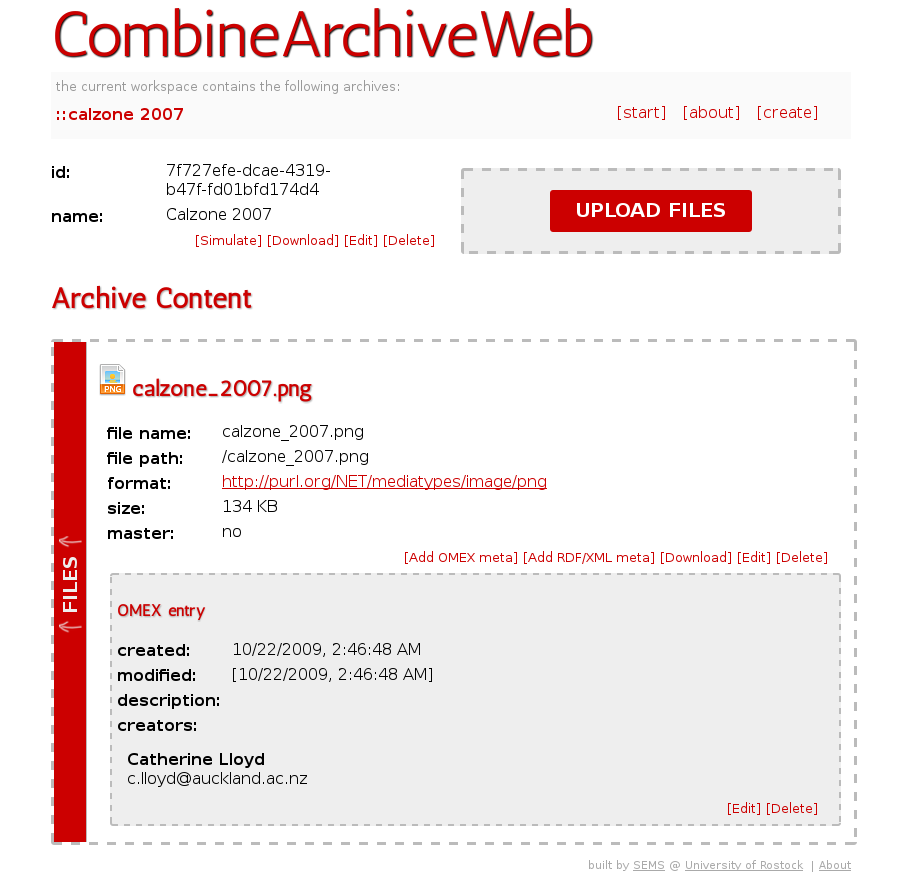 CombineArchiveWeb
the current workspace contains the following archives:
::calzone 2007
[start] [about] [create]
id: 7f727efe-dcae-4319-
b47f-fd01bfd174d4
name: Calzone 2007
[Simulate] [Download] [Edit] [Delete]
UPLOAD FILES
Archive Content
← FILES ←
PNG
calzone_2007.png
file name: calzone_2007.png
file path: /calzone_2007.png
format: http://purl.org/NET/mediatypes/image/png
size: 134 KB
master: no
[Add OMEX meta] [Add RDF/XML meta] [Download] [Edit] [Delete]
OMEX entry
created: 10/22/2009, 2:46:48 AM
modified: [10/22/2009, 2:46:48 AM]
description:
creators:
Catherine Lloyd
c.lloyd@auckland.ac.nz
[Edit] [Delete]
built by SEMS @ University of Rostock | About